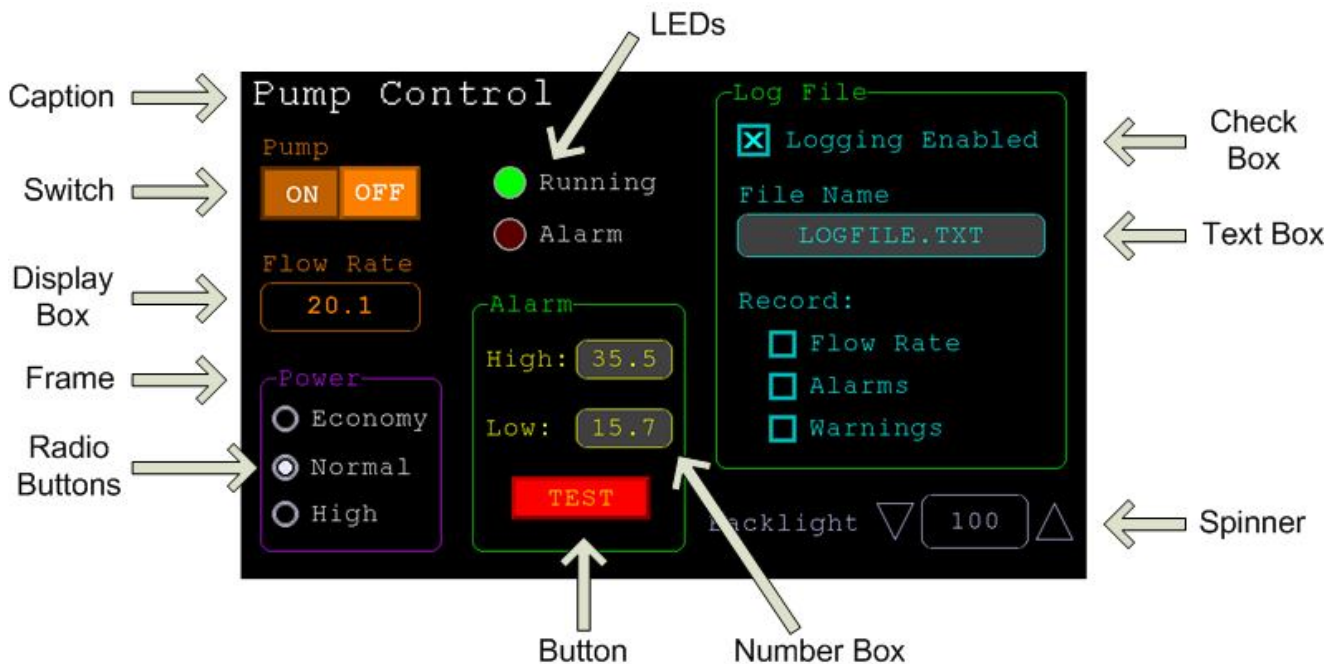 LEDs
Caption
Pump Control
Log File
Check
Box
Logging Enabled
Pump
Switch
ON OFF
Running
File Name
LOGFILE.TXT
Text Box
Alarm
Flow Rate
Display
Box
20.1
Alarm
Record:
High: 35.5
Flow Rate
Frame
Power
Alarms
Economy
Low: 15.7
Warnings
Radio
Buttons
Normal
TEST
High
Backlight 100
Spinner
Button
Number Box